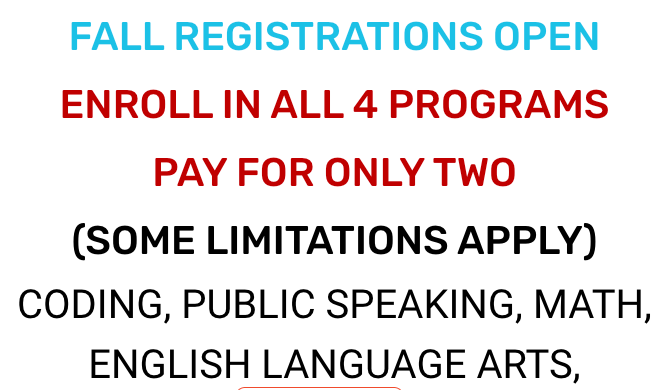 FALL REGISTRATIONS OPEN
ENROLL IN ALL 4 PROGRAMS
PAY FOR ONLY TWO
(SOME LIMITATIONS APPLY)
CODING, PUBLIC SPEAKING, MATH,
ENGLISH LANGUAGE ARTS,